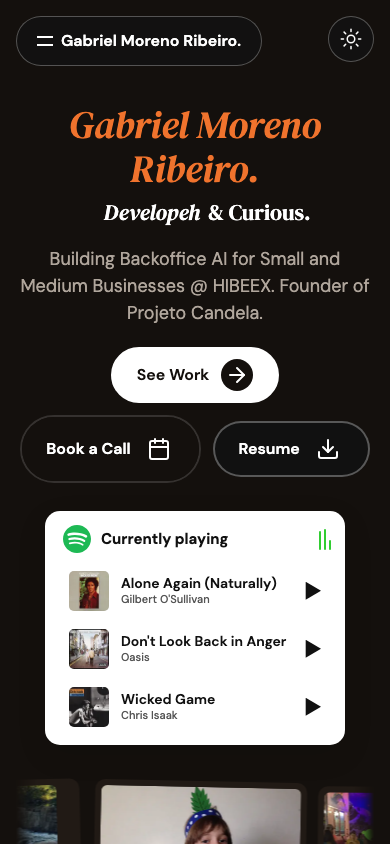 Gabriel Moreno Ribeiro.
Gabriel Moreno
Ribeiro.
Developeh & Curious.
Building Backoffice AI for Small and
Medium Businesses @ HIBEEX. Founder of
Projeto Candela.
See Work
Book a Call
Resume
Currently playing
Alone Again (Naturally)
Gilbert O'Sullivan
Don't Look Back in Anger
Oasis
Wicked Game
Chris Isaak